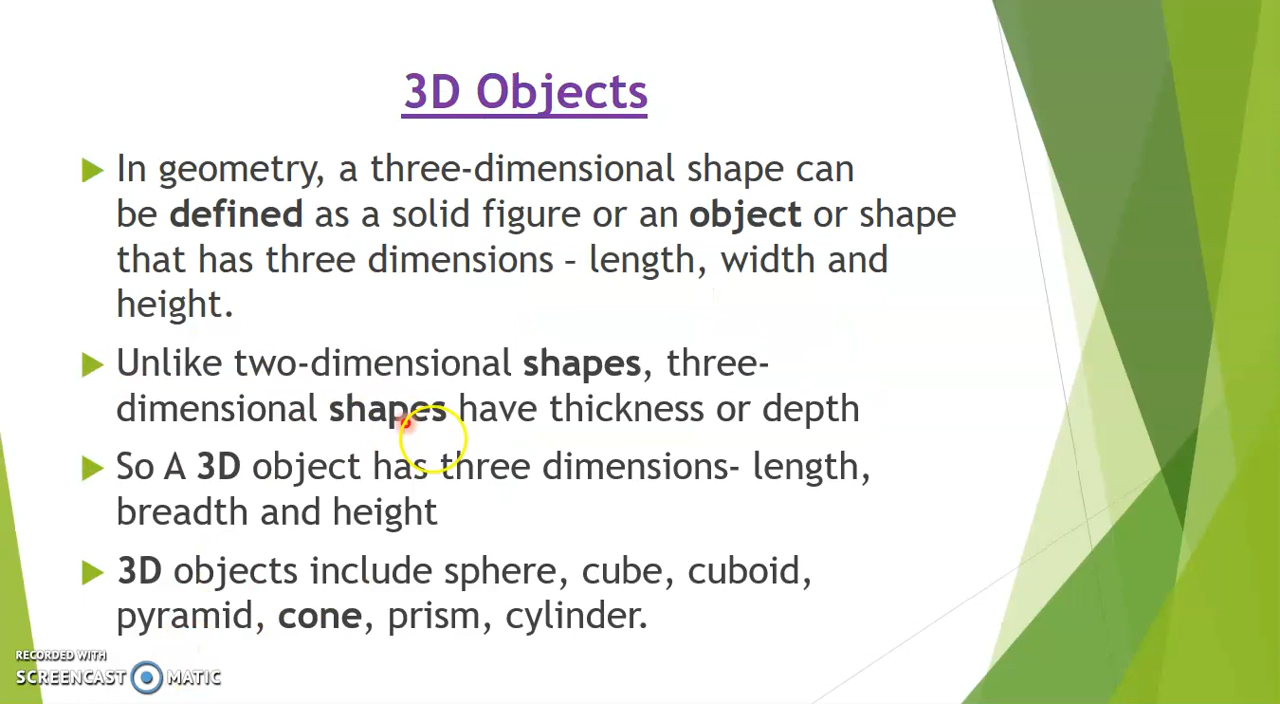 3D Objects
In geometry, a three-dimensional shape can
be defined as a solid figure or an object or shape
that has three dimensions – length, width and
height.
Unlike two-dimensional shapes, three-
dimensional shapes have thickness or depth
So A 3D object has three dimensions- length,
breadth and height
3D objects include sphere, cube, cuboid,
pyramid, cone, prism, cylinder.
RECORDED WITH
SCREENCAST MATIC